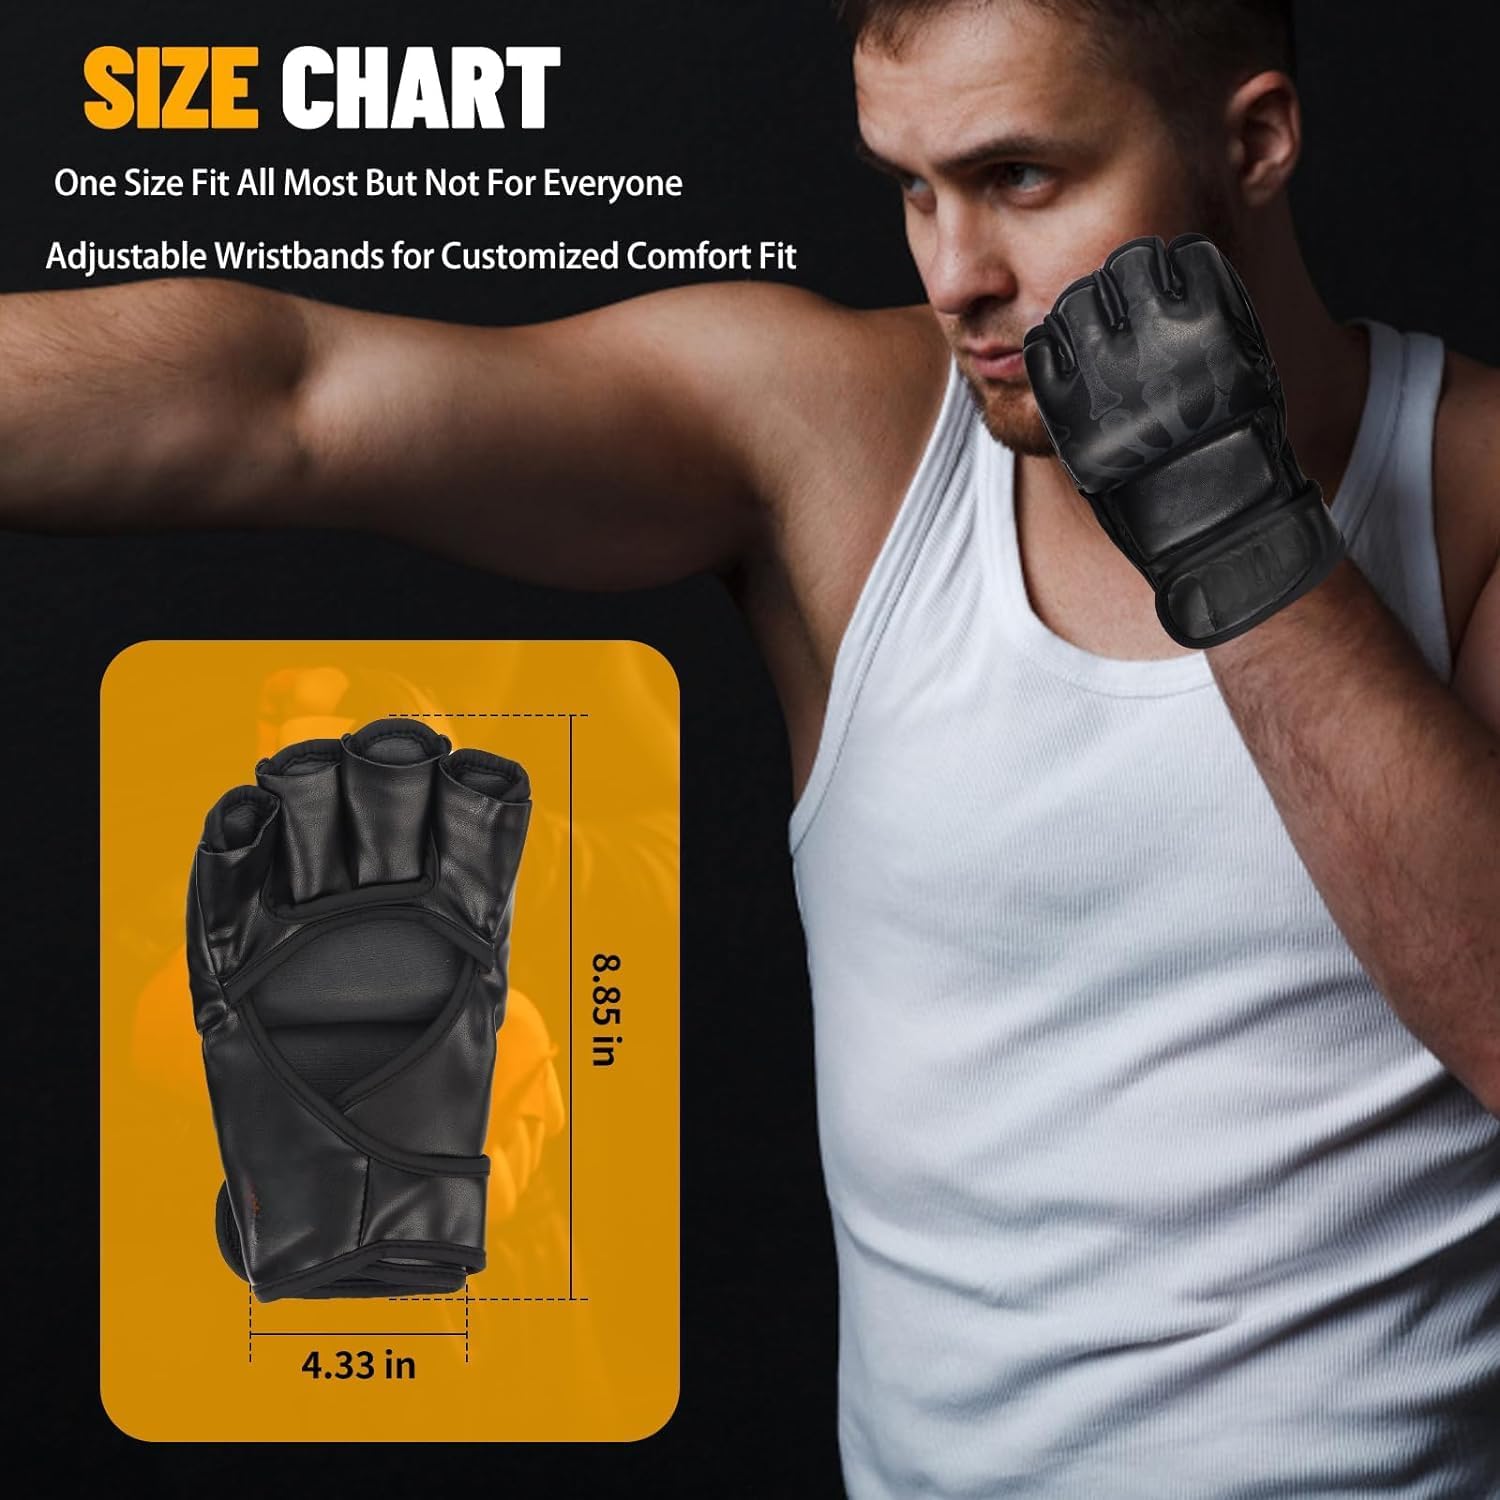 SIZE CHART
One Size Fit All Most But Not For Everyone
Adjustable Wristbands for Customized Comfort Fit
8.85 in
4.33 in